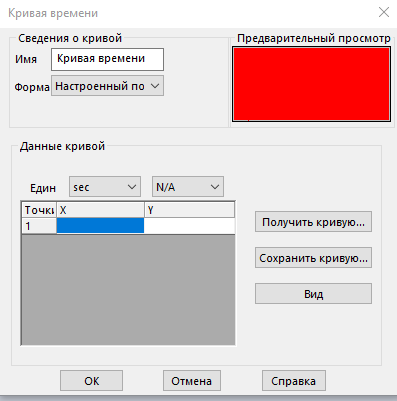 Кривая времени
Сведения о кривой
Предварительный просмотр
Имя Кривая времени
Форма Настроенный по
Данные кривой
Един sec N/A
Точки X Y
1
Получить кривую...
Сохранить кривую...
Вид
OK Отмена Справка